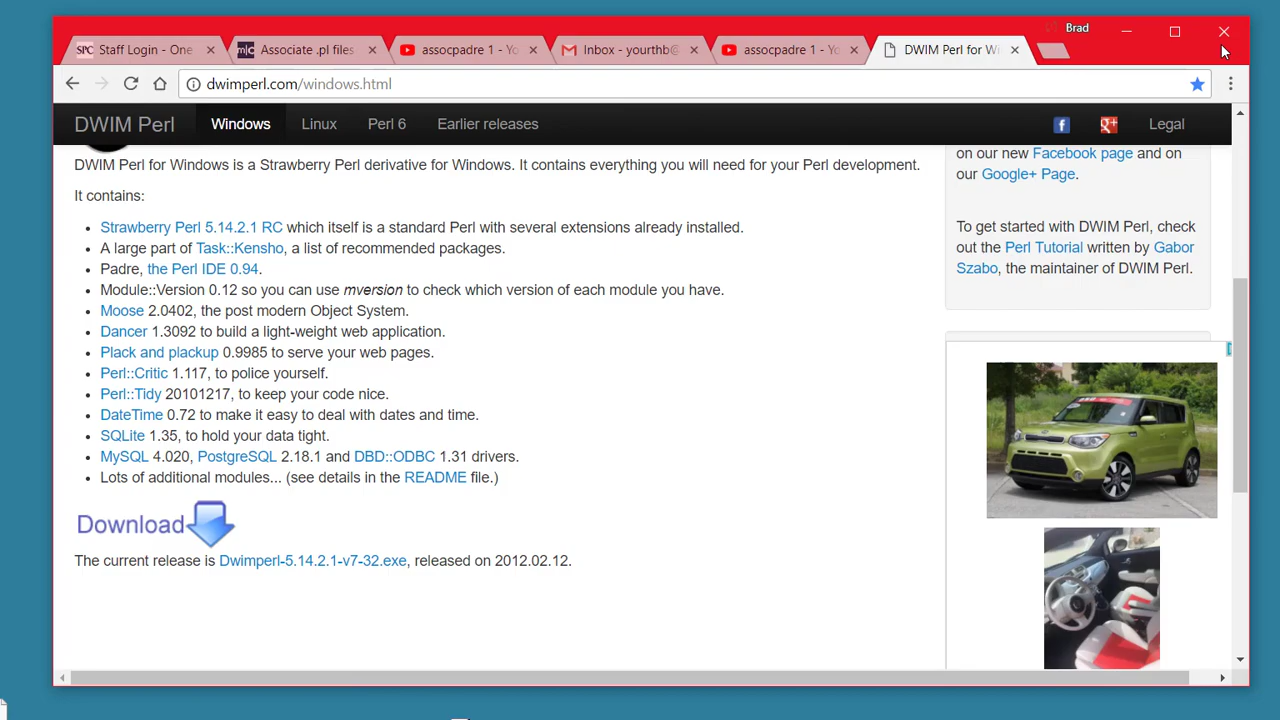 Brad
SPC Staff Login - One
m|c Associate .pl files
assocpadre 1 - Yo
Inbox - yourthb@
assocpadre 1 - Yo
DWIM Perl for Wi
dwimperl.com/windows.html
DWIM Perl Windows Linux Perl 6 Earlier releases Legal
DWIM Perl for Windows is a Strawberry Perl derivative for Windows. It contains everything you will need for your Perl development.
It contains:
• Strawberry Perl 5.14.2.1 RC which itself is a standard Perl with several extensions already installed.
• A large part of Task::Kensho, a list of recommended packages.
• Padre, the Perl IDE 0.94.
• Module::Version 0.12 so you can use mversion to check which version of each module you have.
• Moose 2.0402, the post modern Object System.
• Dancer 1.3092 to build a light-weight web application.
• Plack and plackup 0.9985 to serve your web pages.
• Perl::Critic 1.117, to police yourself.
• Perl::Tidy 20101217, to keep your code nice.
• DateTime 0.72 to make it easy to deal with dates and time.
• SQLite 1.35, to hold your data tight.
• MySQL 4.020, PostgreSQL 2.18.1 and DBD::ODBC 1.31 drivers.
• Lots of additional modules... (see details in the README file.)
Download
The current release is Dwimperl-5.14.2.1-v7-32.exe, released on 2012.02.12.
on our new Facebook page and on
our Google+ Page.
To get started with DWIM Perl, check
out the Perl Tutorial written by Gabor
Szabo, the maintainer of DWIM Perl.